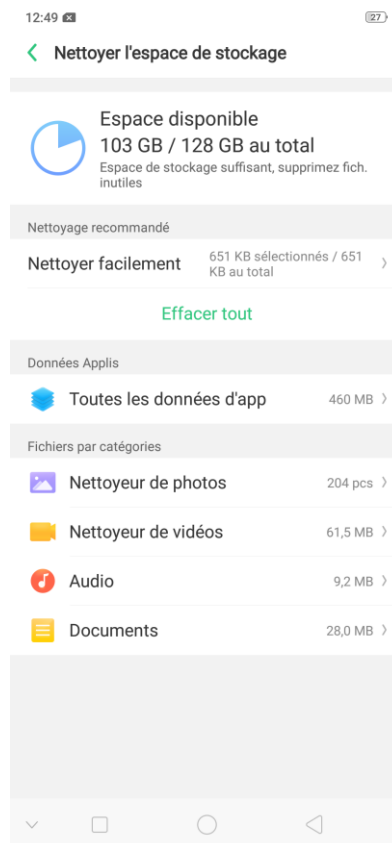 12:49
27
Nettoyer l'espace de stockage
Espace disponible
103 GB / 128 GB au total
Espace de stockage suffisant, supprimez fich.
inutiles
Nettoyage recommandé
Nettoyer facilement
651 KB sélectionnés / 651
KB au total
Effacer tout
Données Applis
Toutes les données d'app
460 MB
Fichiers par catégories
Nettoyeur de photos
204 pcs
Nettoyeur de vidéos
61,5 MB
Audio
9,2 MB
Documents
28,0 MB